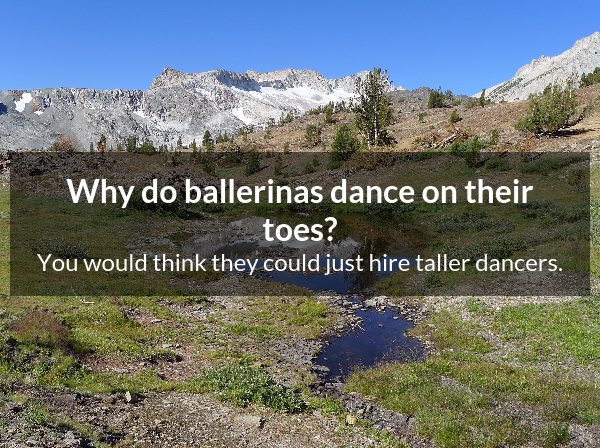 Why do ballerinas dance on their
toes?
You would think they could just hire taller dancers.